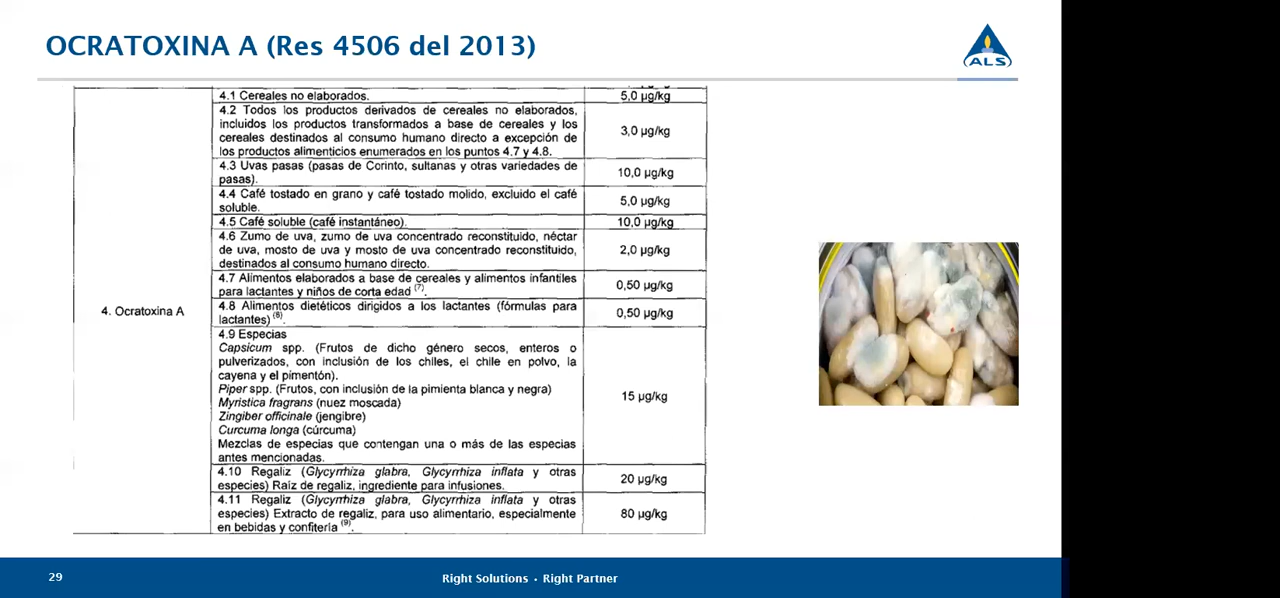 OCRATOXINA A (Res 4506 del 2013)
ALS
4. Ocratoxina A
4.1 Cereales no elaborados.
5,0 µg/kg
4.2 Todos los productos derivados de cereales no elaborados,
incluidos los productos transformados a base de cereales y los
cereales destinados al consumo humano directo a excepción de
los productos alimenticios enumerados en los puntos 4.7 y 4.8.
3,0 µg/kg
4.3 Uvas pasas (pasas de Corinto, sultanas y otras variedades de
pasas).
10,0 µg/kg
4.4 Café tostado en grano y café tostado molido, excluido el café
soluble.
5,0 µg/kg
4.5 Café soluble (café instantáneo).
10,0 µg/kg
4.6 Zumo de uva, zumo de uva concentrado reconstituido, néctar
de uva, mosto de uva y mosto de uva concentrado reconstituido,
destinados al consumo humano directo.
2,0 µg/kg
4.7 Alimentos elaborados a base de cereales y alimentos infantiles
para lactantes y niños de corta edad (7).
0,50 µg/kg
4.8 Alimentos dietéticos dirigidos a los lactantes (fórmulas para
lactantes) (8).
0,50 µg/kg
4.9 Especias
Capsicum spp. (Frutos de dicho género secos, enteros o
pulverizados, con inclusión de los chiles, el chile en polvo, la
cayena y el pimentón).
Piper spp. (Frutos, con inclusión de la pimienta blanca y negra)
Myristica fragrans (nuez moscada)
Zingiber officinale (jengibre)
Curcuma longa (cúrcuma)
Mezclas de especias que contengan una o más de las especias
antes mencionadas.
15 µg/kg
4.10 Regaliz (Glycyrrhiza glabra, Glycyrrhiza inflata y otras
especies) Raíz de regaliz, ingrediente para infusiones.
20 µg/kg
4.11 Regaliz (Glycyrrhiza glabra, Glycyrrhiza inflata y otras
especies) Extracto de regaliz, para uso alimentario, especialmente
en bebidas y confitería (9).
80 µg/kg
29
Right Solutions • Right Partner